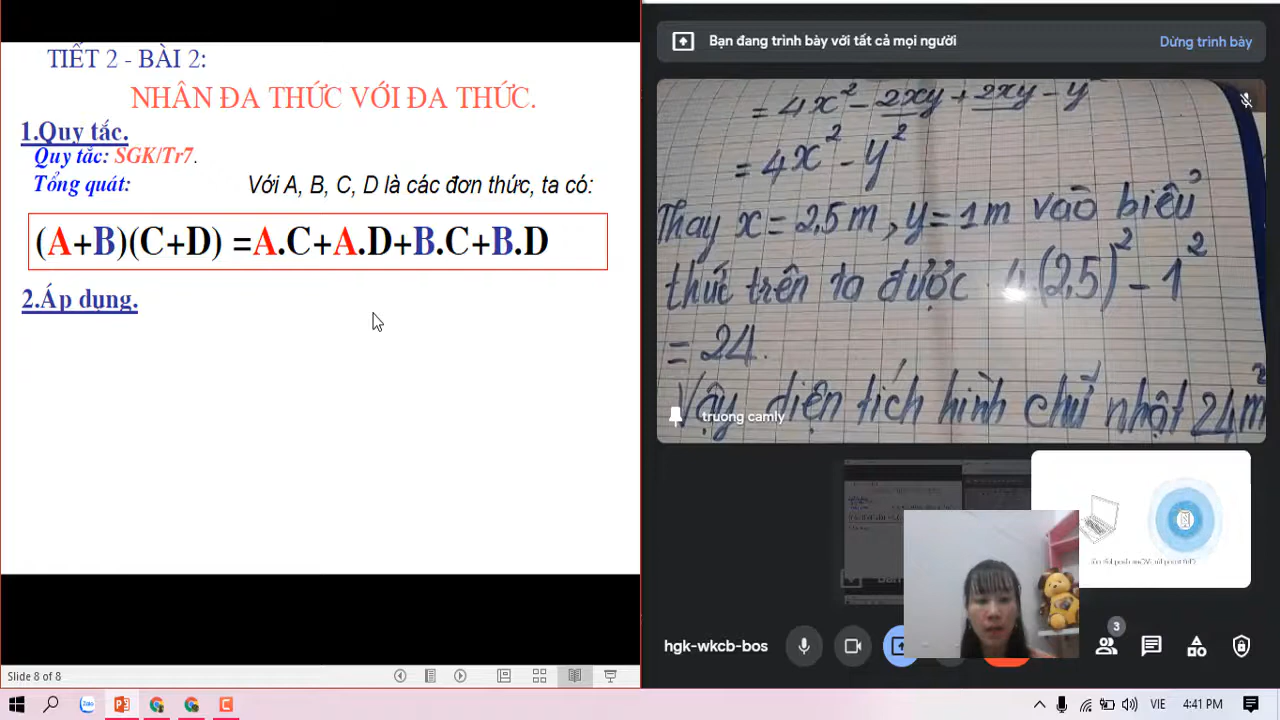 TIẾT 2 - BÀI 2:
NHÂN ĐA THỨC VỚI ĐA THỨC.
1.Quy tắc.
Quy tắc: SGK/Tr7.
Tổng quát:
Với A, B, C, D là các đơn thức, ta có:
(A+B)(C+D) =A.C+A.D+B.C+B.D
2.Áp dụng.
Slide 8 of 8
Bạn đang trình bày với tất cả mọi người
Dừng trình bày
= 4x² - 2xy + 2xy - y
= 4x² - y²
Thay x = 2,5m, y = 1m vào biểu
thức trên ta được 4(2,5)² - 1²
= 24.
Vậy diện tích hình chữ nhật 24m²
truong camly
hgk-wkcb-bos
3
Zalo
VIE
4:41 PM